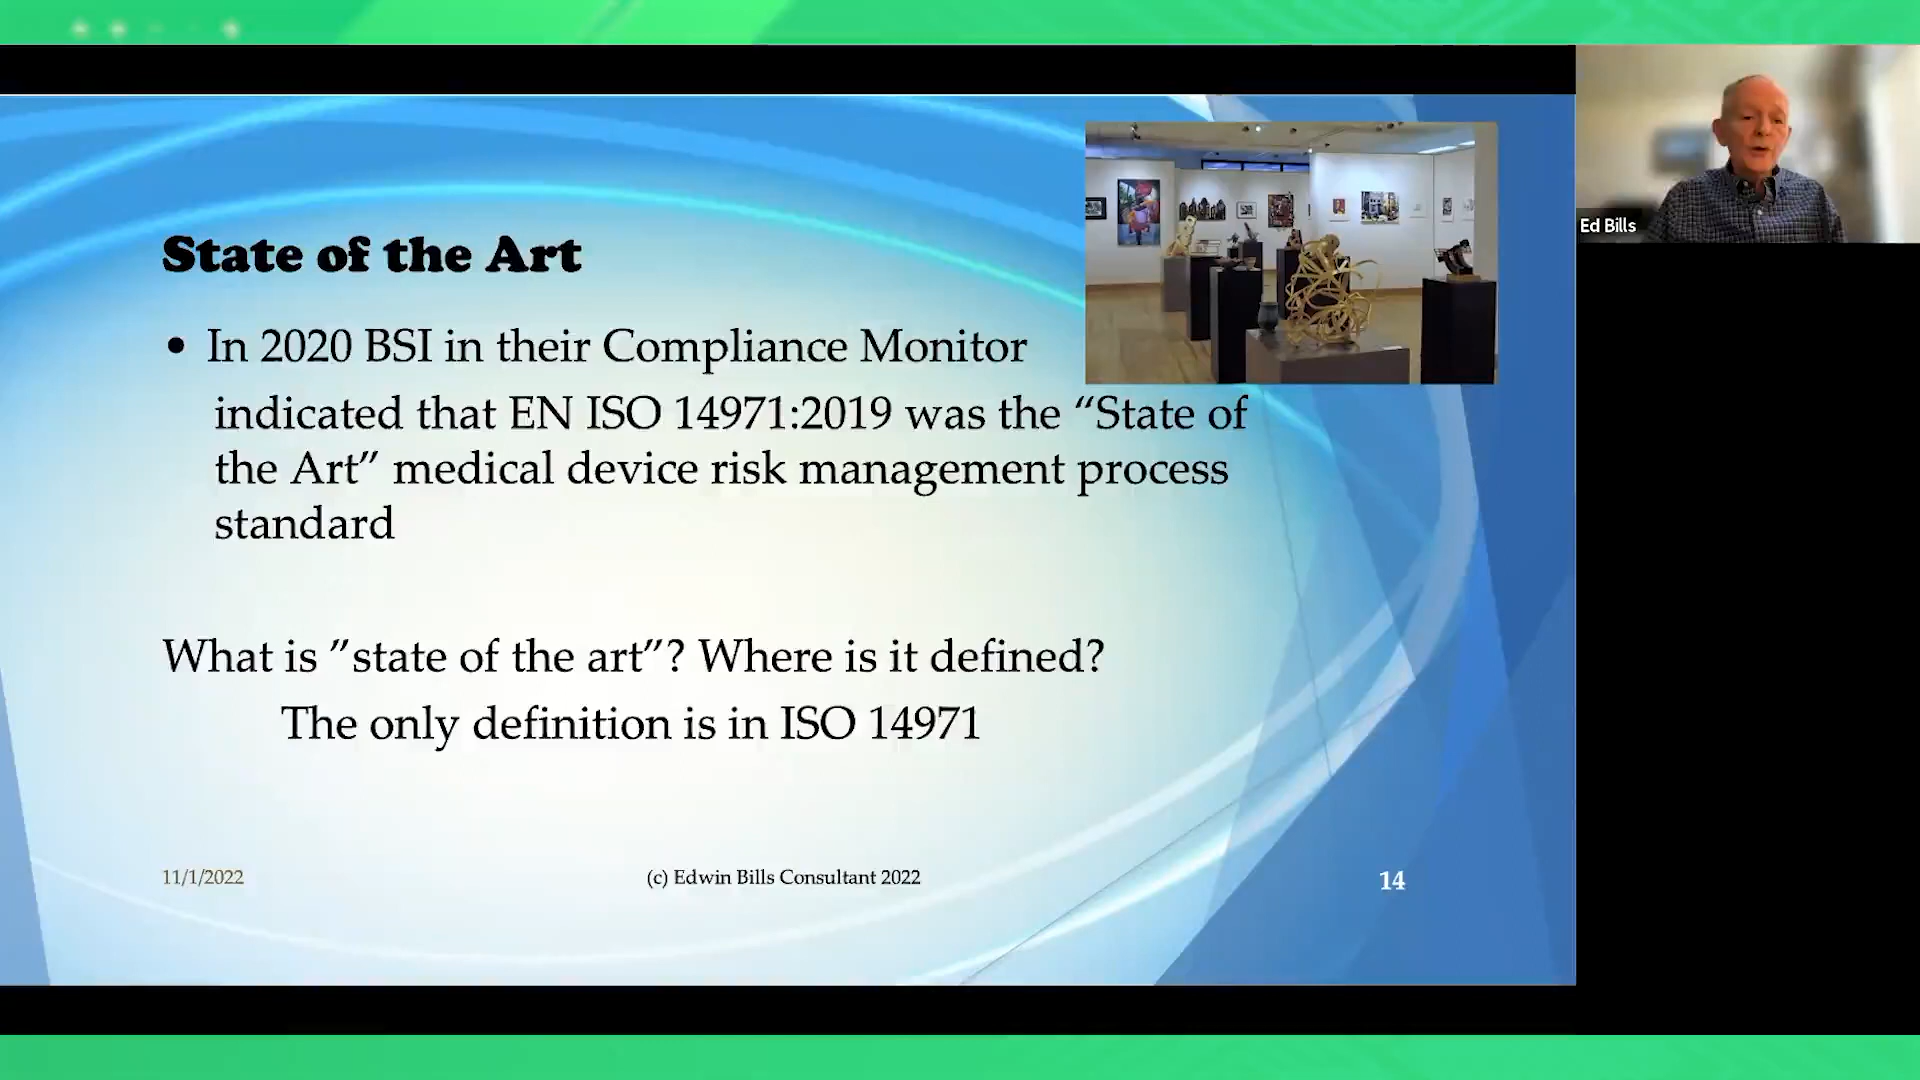 State of the Art
• In 2020 BSI in their Compliance Monitor
indicated that EN ISO 14971:2019 was the “State of
the Art” medical device risk management process
standard
What is ”state of the art”? Where is it defined?
The only definition is in ISO 14971
11/1/2022
(c) Edwin Bills Consultant 2022
14
Ed Bills